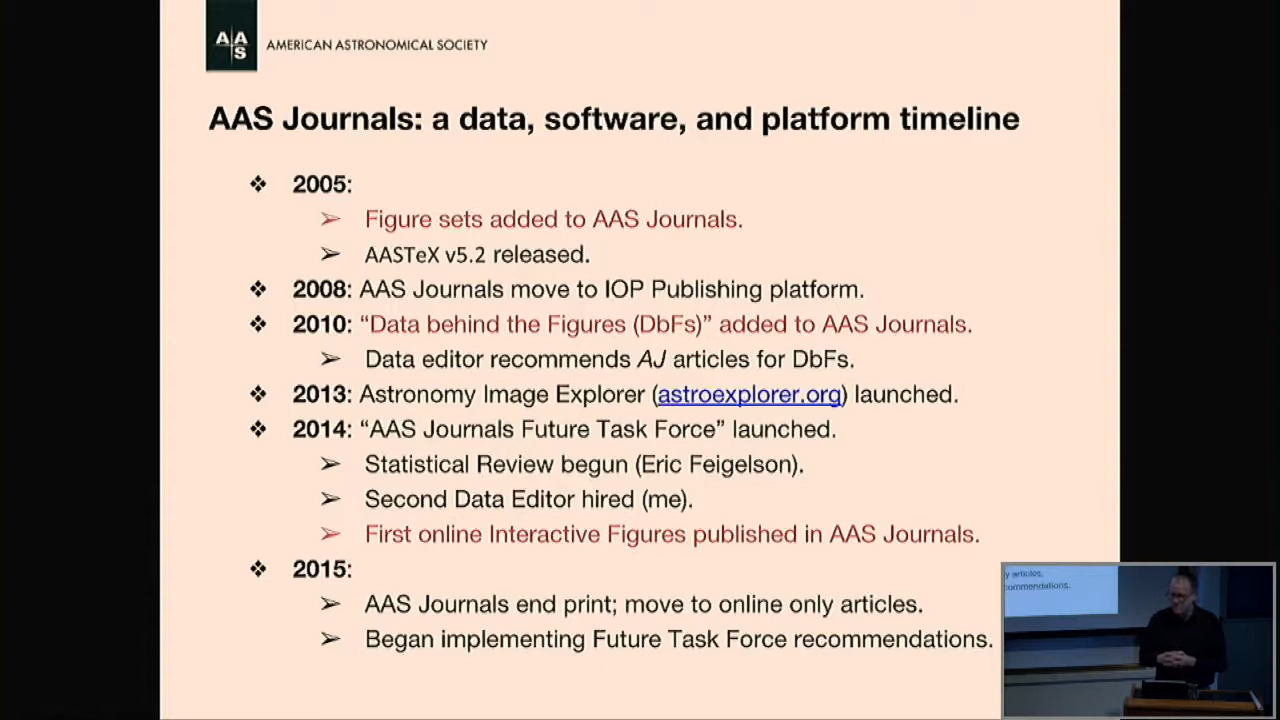 AAS
AMERICAN ASTRONOMICAL SOCIETY
AAS Journals: a data, software, and platform timeline
❖ 2005:
➢ Figure sets added to AAS Journals.
➢ AASTeX v5.2 released.
❖ 2008: AAS Journals move to IOP Publishing platform.
❖ 2010: “Data behind the Figures (DbFs)” added to AAS Journals.
➢ Data editor recommends AJ articles for DbFs.
❖ 2013: Astronomy Image Explorer (astroexplorer.org) launched.
❖ 2014: “AAS Journals Future Task Force” launched.
➢ Statistical Review begun (Eric Feigelson).
➢ Second Data Editor hired (me).
➢ First online Interactive Figures published in AAS Journals.
❖ 2015:
➢ AAS Journals end print; move to online only articles.
➢ Began implementing Future Task Force recommendations.
y articles.
commendations.